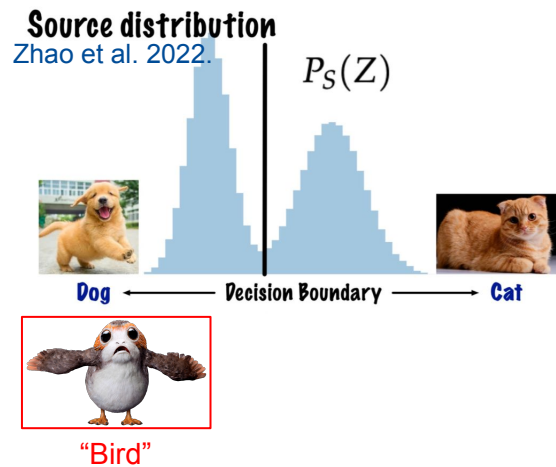 Source distribution
Zhao et al. 2022.
P_S(Z)
Dog
Decision Boundary
Cat
“Bird”